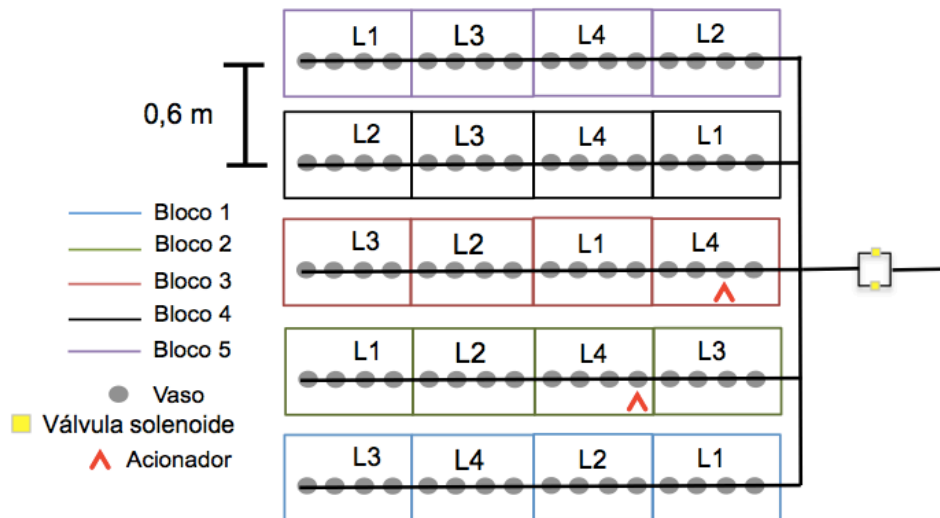 L1 L3 L4 L2
0,6 m
L2 L3 L4 L1
L3 L2 L1 L4
L1 L2 L4 L3
L3 L4 L2 L1
Bloco 1
Bloco 2
Bloco 3
Bloco 4
Bloco 5
Vaso
Válvula solenoide
Acionador